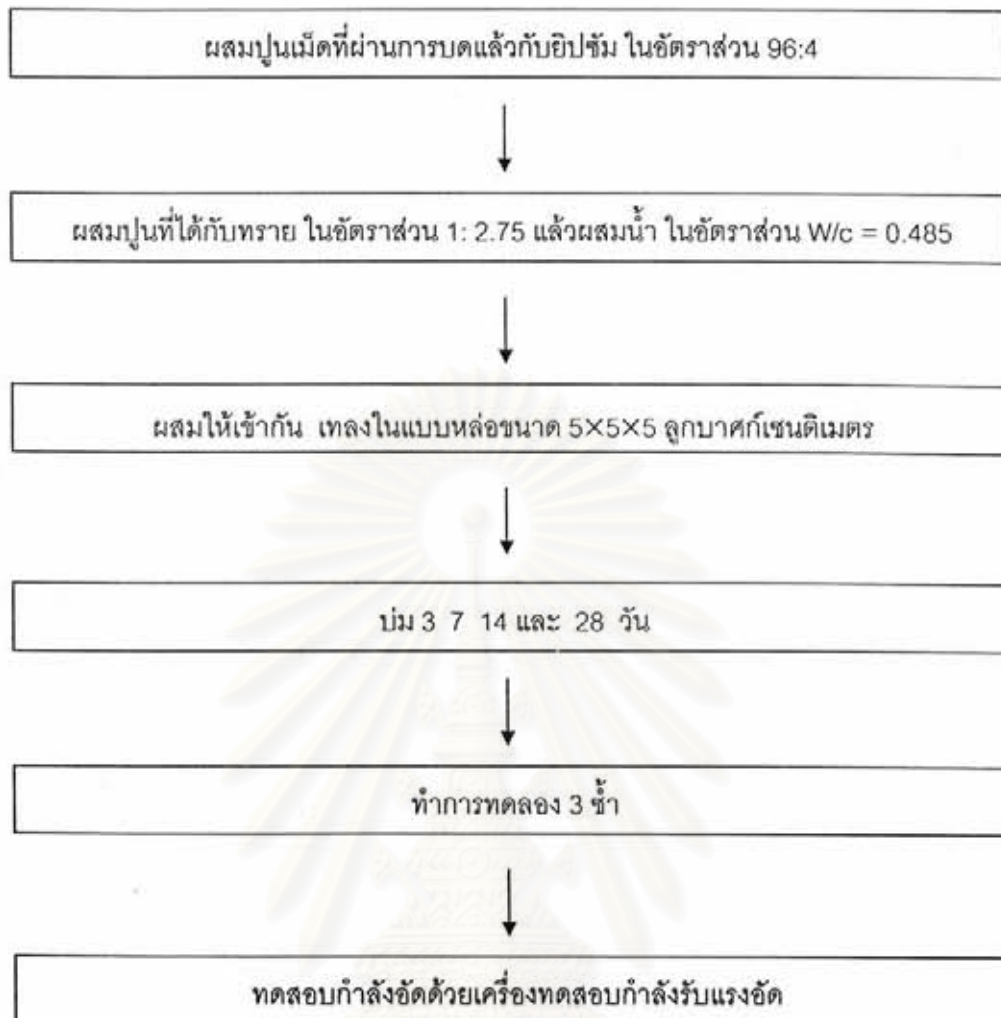 ผสมปูนเม็ดที่ผ่านการบดแล้วกับยิปซัม ในอัตราส่วน 96:4
ผสมปูนที่ได้กับทราย ในอัตราส่วน 1: 2.75 แล้วผสมน้ำ ในอัตราส่วน W/c = 0.485
ผสมให้เข้ากัน เทลงในแบบหล่อขนาด 5×5×5 ลูกบาศก์เซนติเมตร
บ่ม 3 7 14 และ 28 วัน
ทำการทดลอง 3 ซ้ำ
ทดสอบกำลังอัดด้วยเครื่องทดสอบกำลังรับแรงอัด